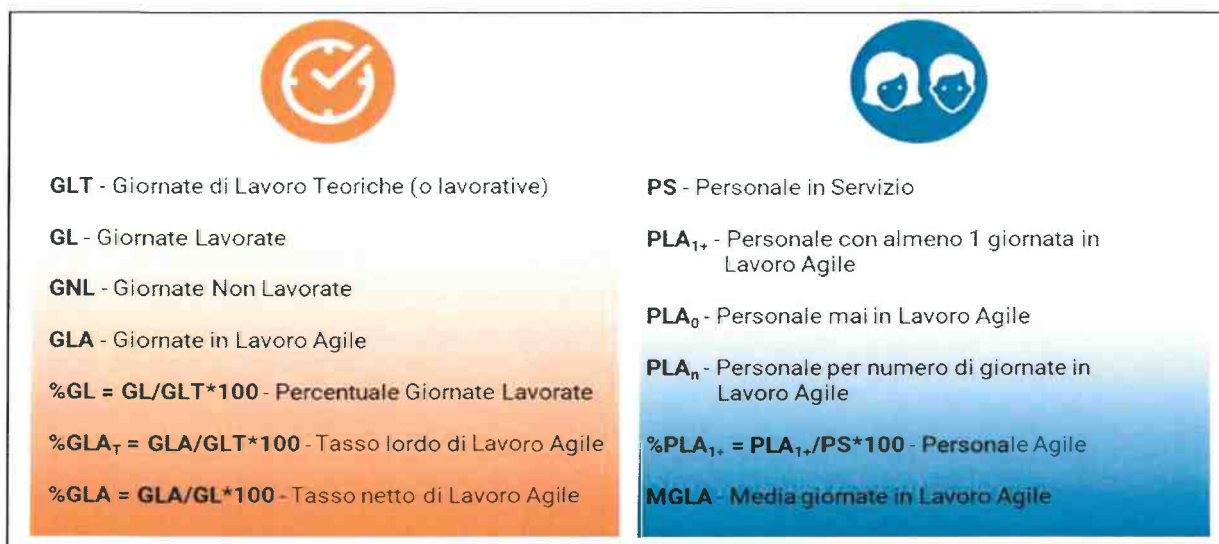 GLT - Giornate di Lavoro Teoriche (o lavorative)
GL - Giornate Lavorate
GNL - Giornate Non Lavorate
GLA - Giornate in Lavoro Agile
%GL = GL/GLT*100 - Percentuale Giornate Lavorate
%GLA_T = GLA/GLT*100 - Tasso lordo di Lavoro Agile
%GLA = GLA/GL*100 - Tasso netto di Lavoro Agile
PS - Personale in Servizio
PLA₁₊ - Personale con almeno 1 giornata in
Lavoro Agile
PLA₀ - Personale mai in Lavoro Agile
PLAₙ - Personale per numero di giornate in
Lavoro Agile
%PLA₁₊ = PLA₁₊/PS*100 - Personale Agile
MGLA - Media giornate in Lavoro Agile